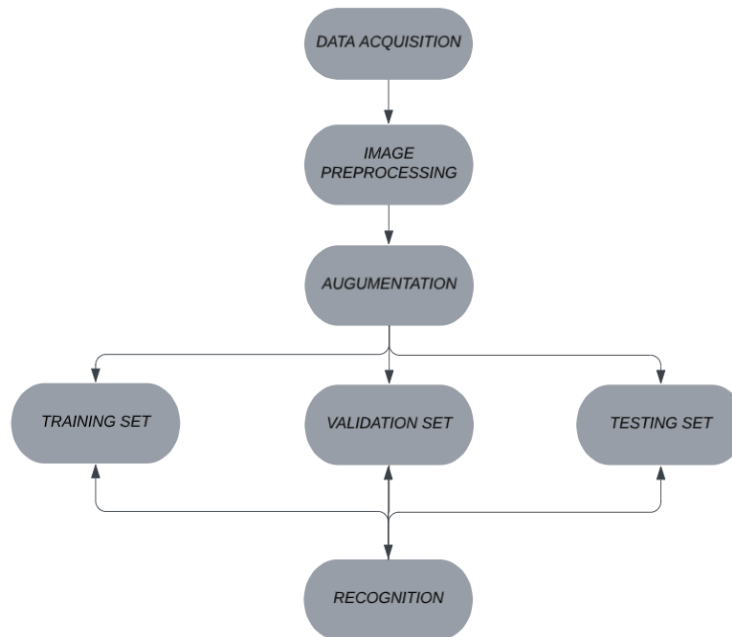 DATA ACQUISITION
IMAGE
PREPROCESSING
AUGUMENTATION
TRAINING SET
VALIDATION SET
TESTING SET
RECOGNITION